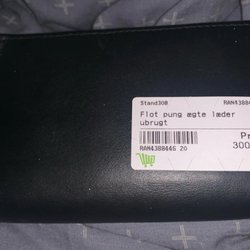 Stand308 RAN4388
Flot pung ægte læder
ubrugt
Pr
RAN4388446 20
300